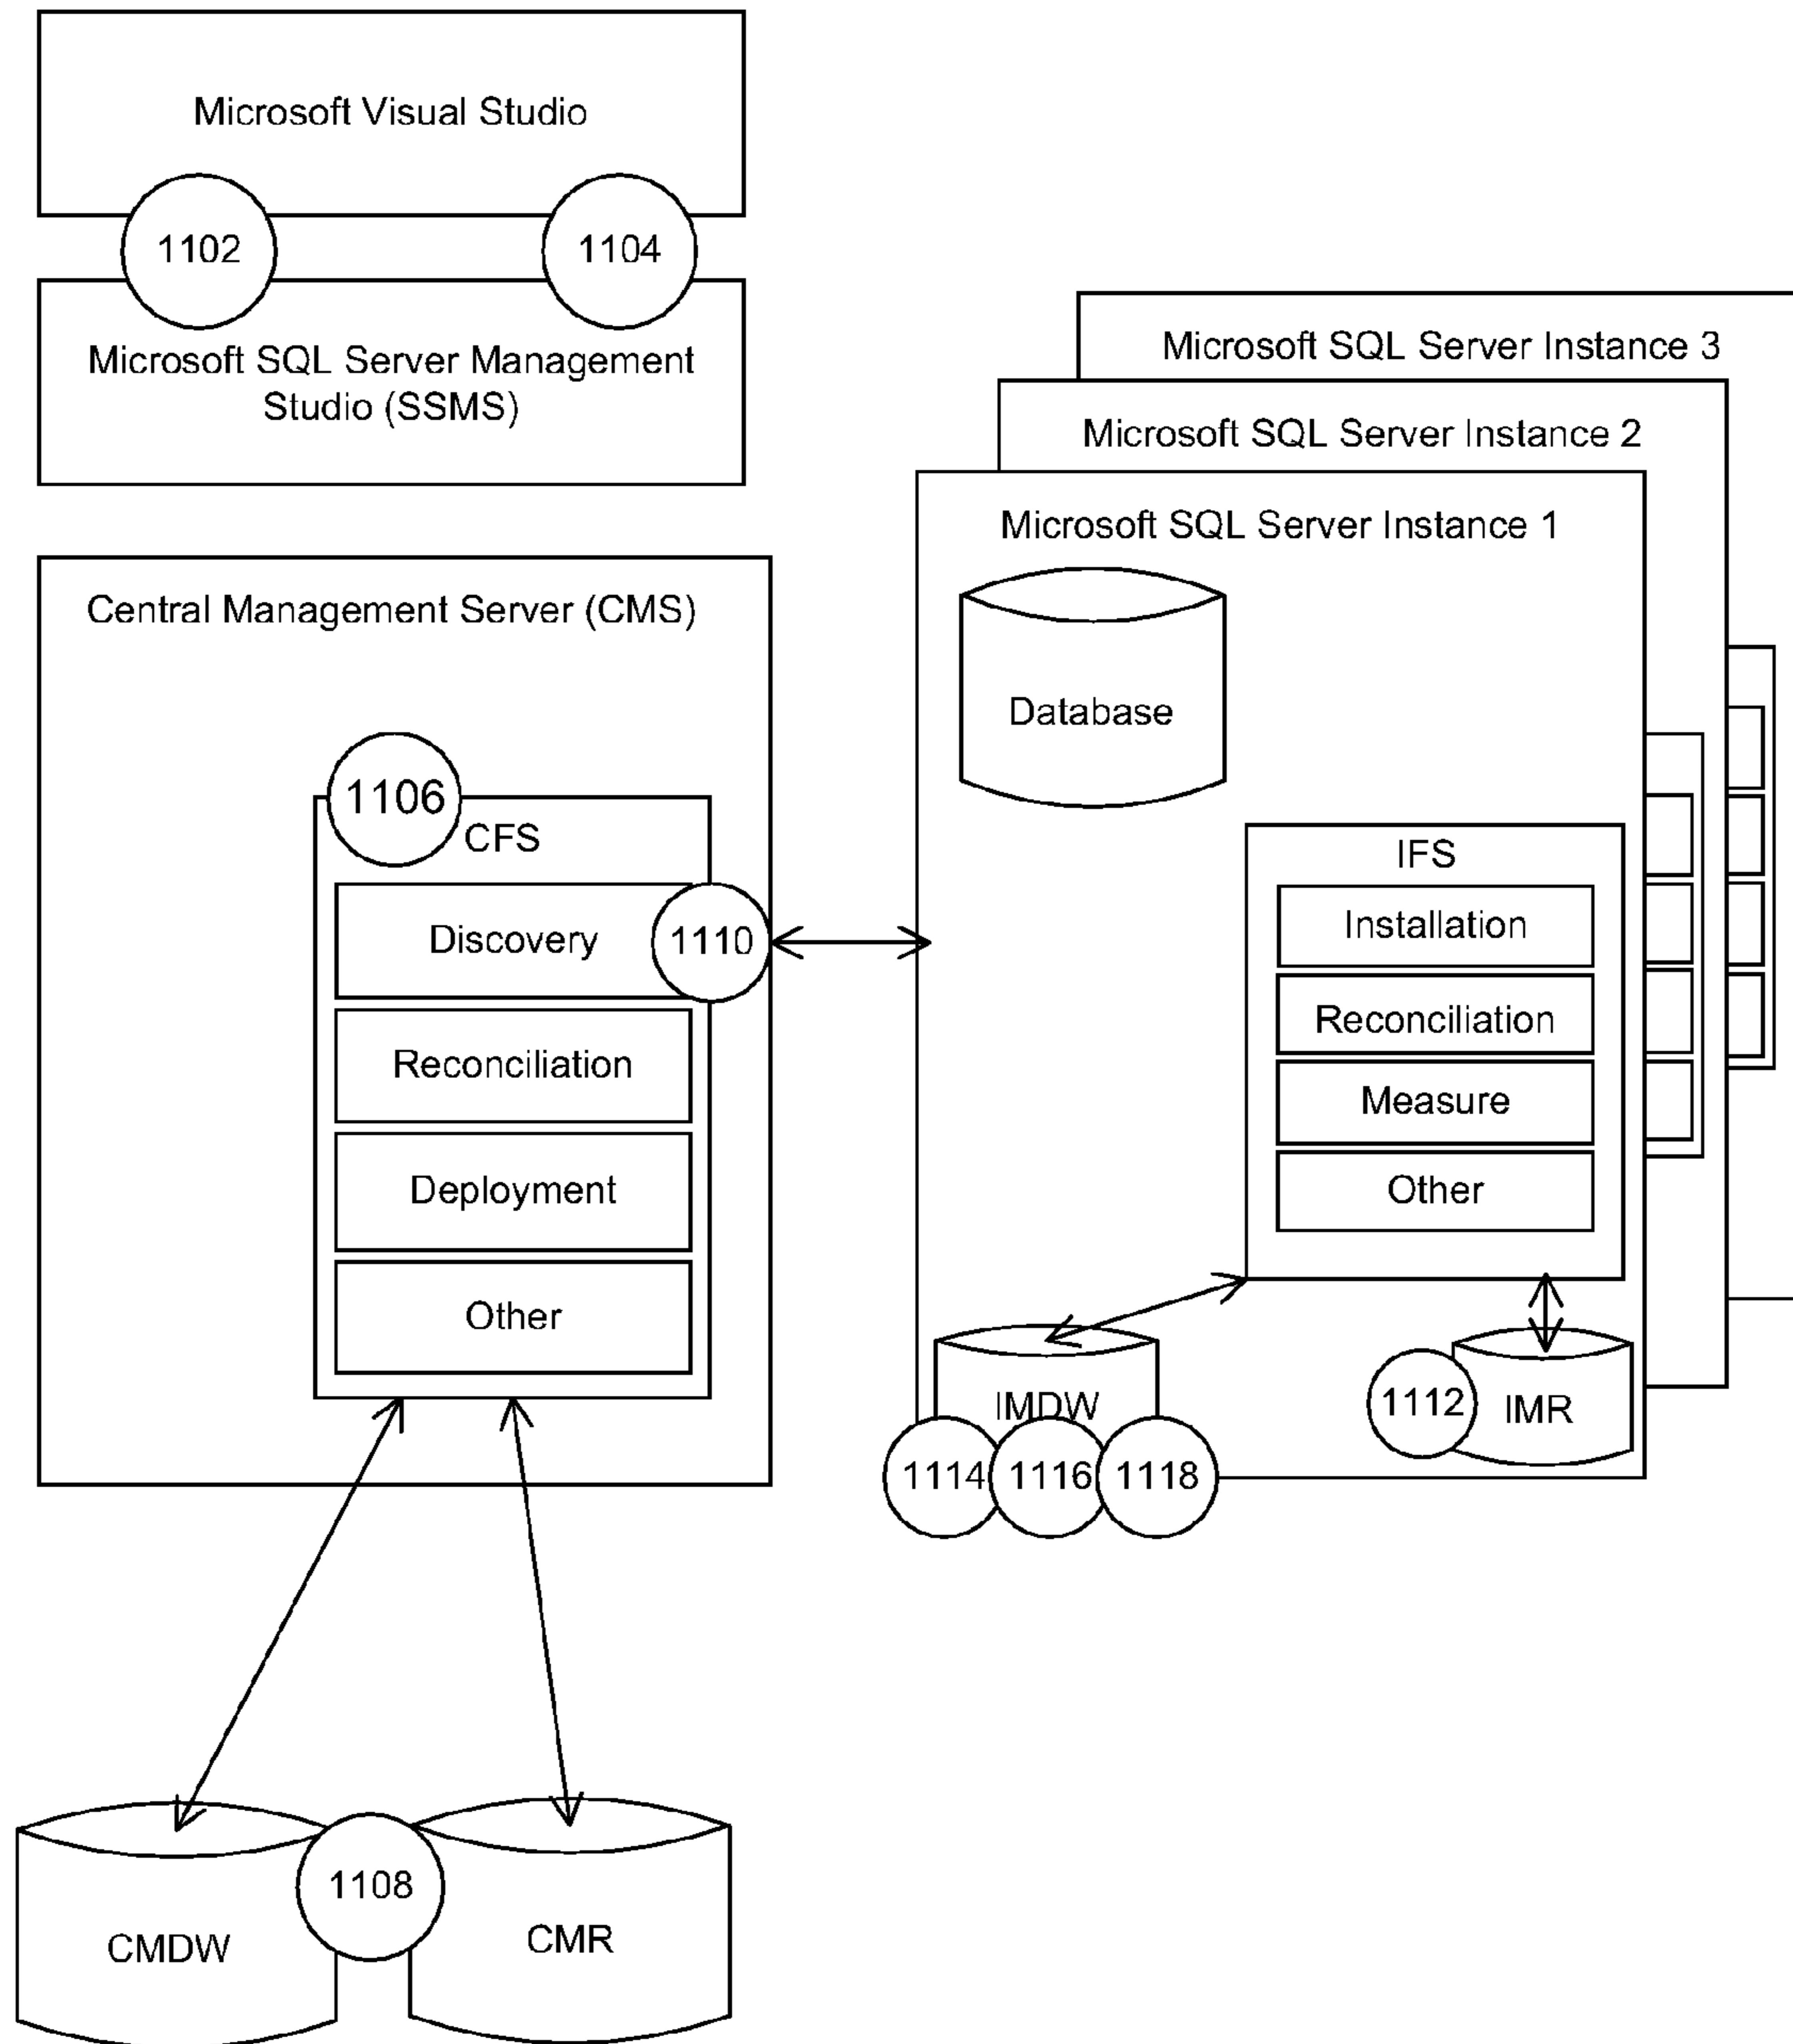 Microsoft Visual Studio
1102
1104
Microsoft SQL Server Management
Studio (SSMS)
Microsoft SQL Server Instance 3
Microsoft SQL Server Instance 2
Microsoft SQL Server Instance 1
Central Management Server (CMS)
1106
CFS
Discovery
1110
Reconciliation
Deployment
Other
Database
IFS
Installation
Reconciliation
Measure
Other
IMDW
1114
1116
1118
1112
IMR
CMDW
1108
CMR